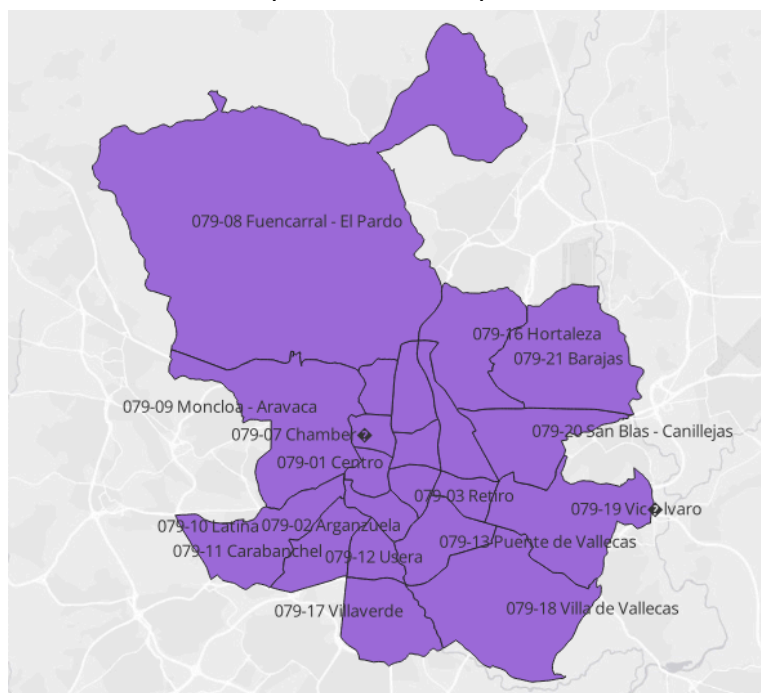 079-08 Fuencarral - El Pardo
079-16 Hortaleza
079-21 Barajas
079-09 Moncloa - Aravaca
079-07 Chamber�
079-20 San Blas - Canillejas
079-01 Centro
079-03 Retiro
079-19 Vic�lvaro
079-10 Latina
079-02 Arganzuela
079-11 Carabanchel
079-12 Usera
079-13 Puente de Vallecas
079-17 Villaverde
079-18 Villa de Vallecas